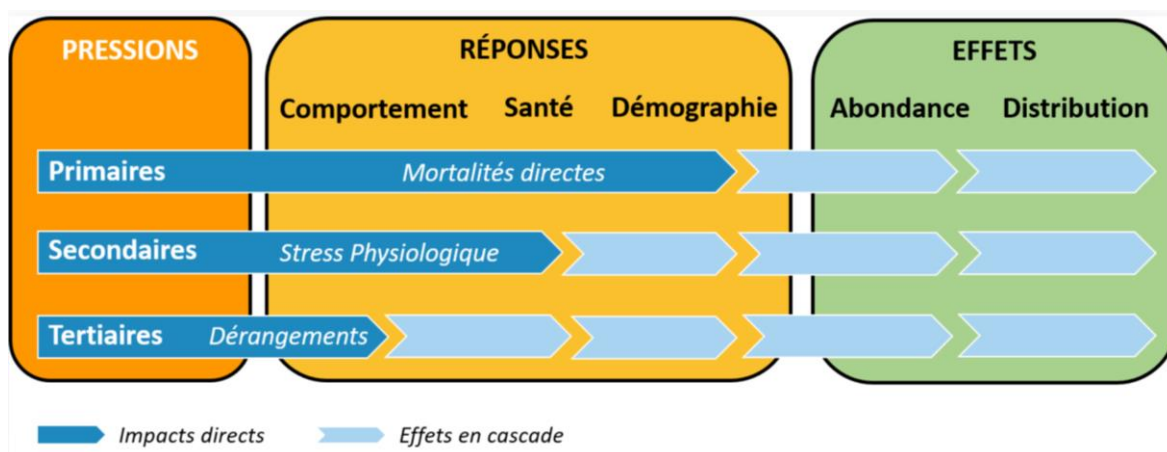 PRESSIONS
RÉPONSES
EFFETS
Comportement Santé Démographie
Abondance Distribution
Primaires
Mortalités directes
Secondaires
Stress Physiologique
Tertiaires
Dérangements
Impacts directs
Effets en cascade